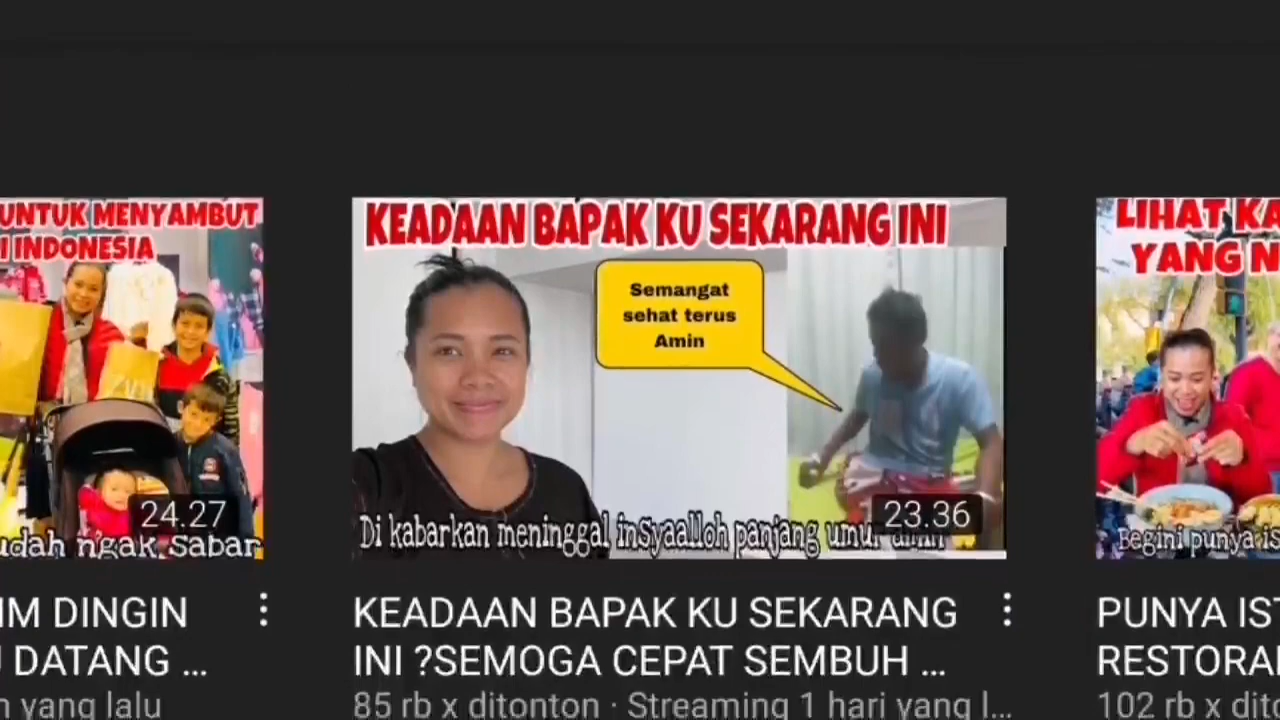 UNTUK MENYAMBUT
I INDONESIA
24.27
udah n'gak sabar
IM DINGIN
DATANG ...
yang lalu
KEADAAN BAPAK KU SEKARANG INI
Semangat
sehat terus
Amin
23.36
Di kabarkan meninggal insyaalloh panjang umur amin
KEADAAN BAPAK KU SEKARANG
INI ?SEMOGA CEPAT SEMBUH ...
85 rb x ditonton · Streaming 1 hari yang l...
LIHAT KA
YANG N
Begini punya is
PUNYA IST
RESTORA
102 rb x dito